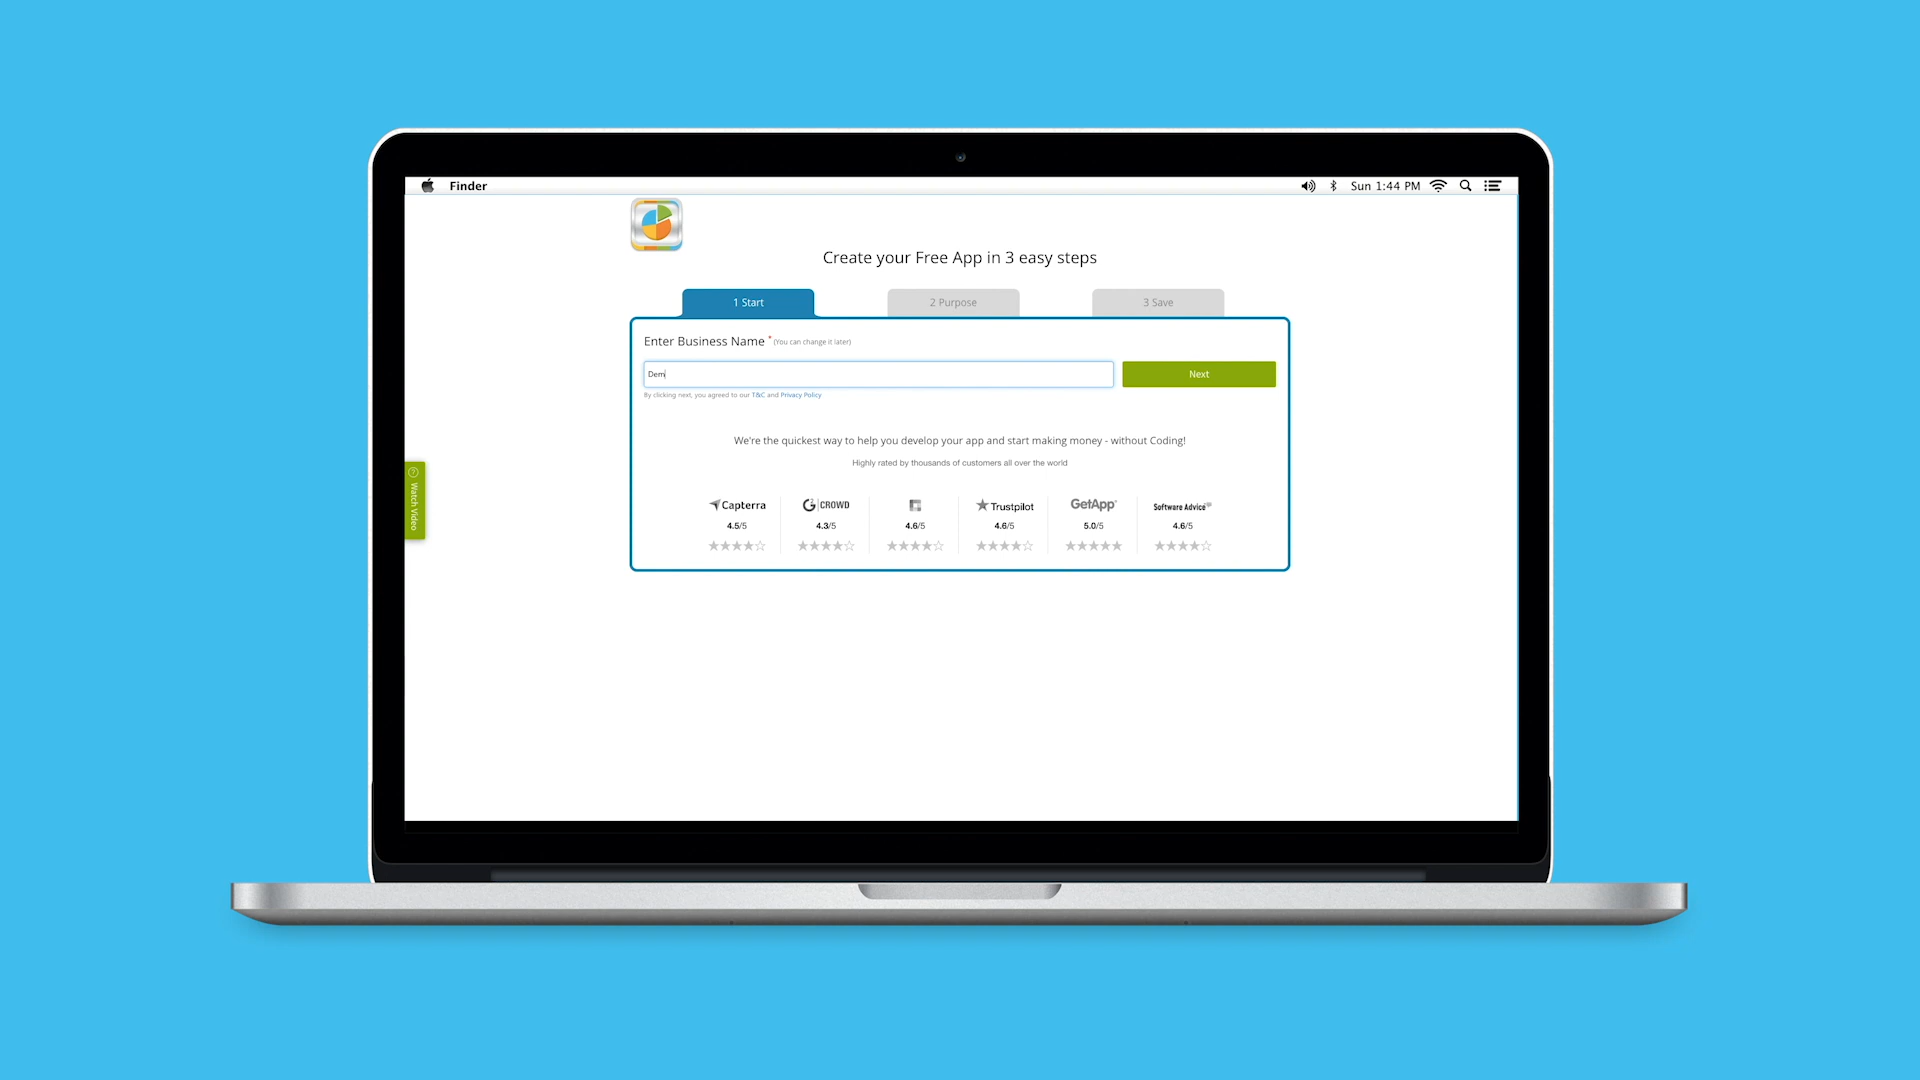 Finder
Sun 1:44 PM
Create your Free App in 3 easy steps
1 Start
2 Purpose
3 Save
Enter Business Name * (You can change it later)
Dem
Next
By clicking next, you agreed to our T&C and Privacy Policy
We're the quickest way to help you develop your app and start making money - without Coding!
Highly rated by thousands of customers all over the world
Watch Video
Capterra
4.5/5
G2 | CROWD
4.3/5
4.6/5
Trustpilot
4.6/5
GetApp
5.0/5
Software Advice
4.6/5